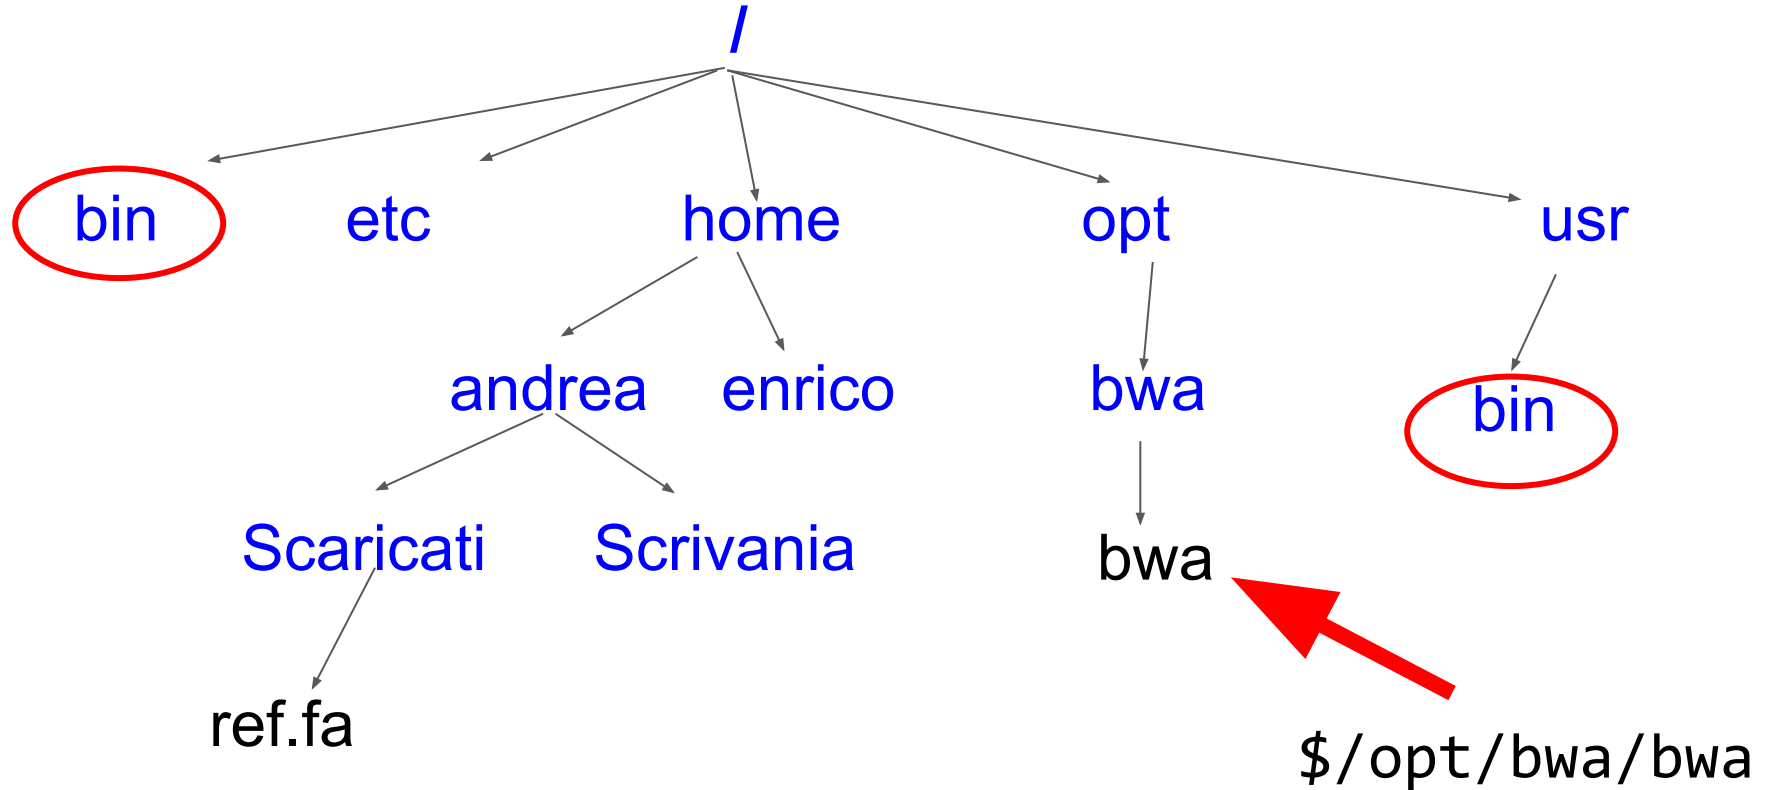 /
bin etc home opt usr
andrea enrico bwa bin
Scaricati Scrivania bwa
ref.fa
$/opt/bwa/bwa